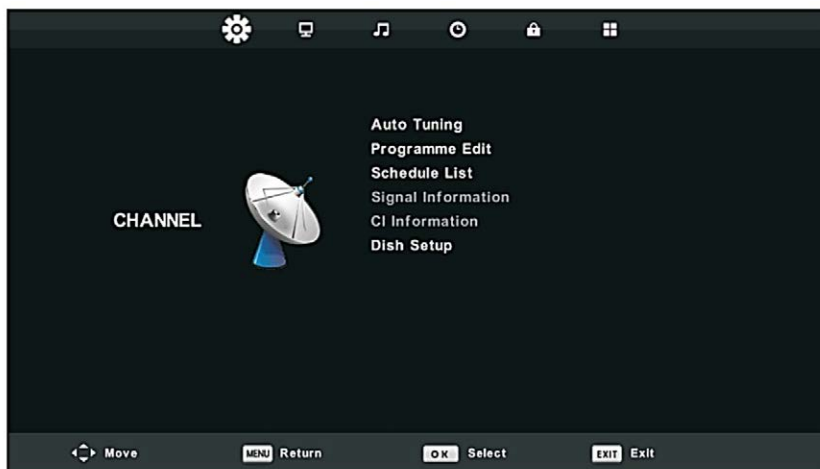 Auto Tuning
Programme Edit
Schedule List
Signal Information
CI Information
Dish Setup
CHANNEL
Move MENU Return OK Select EXIT Exit